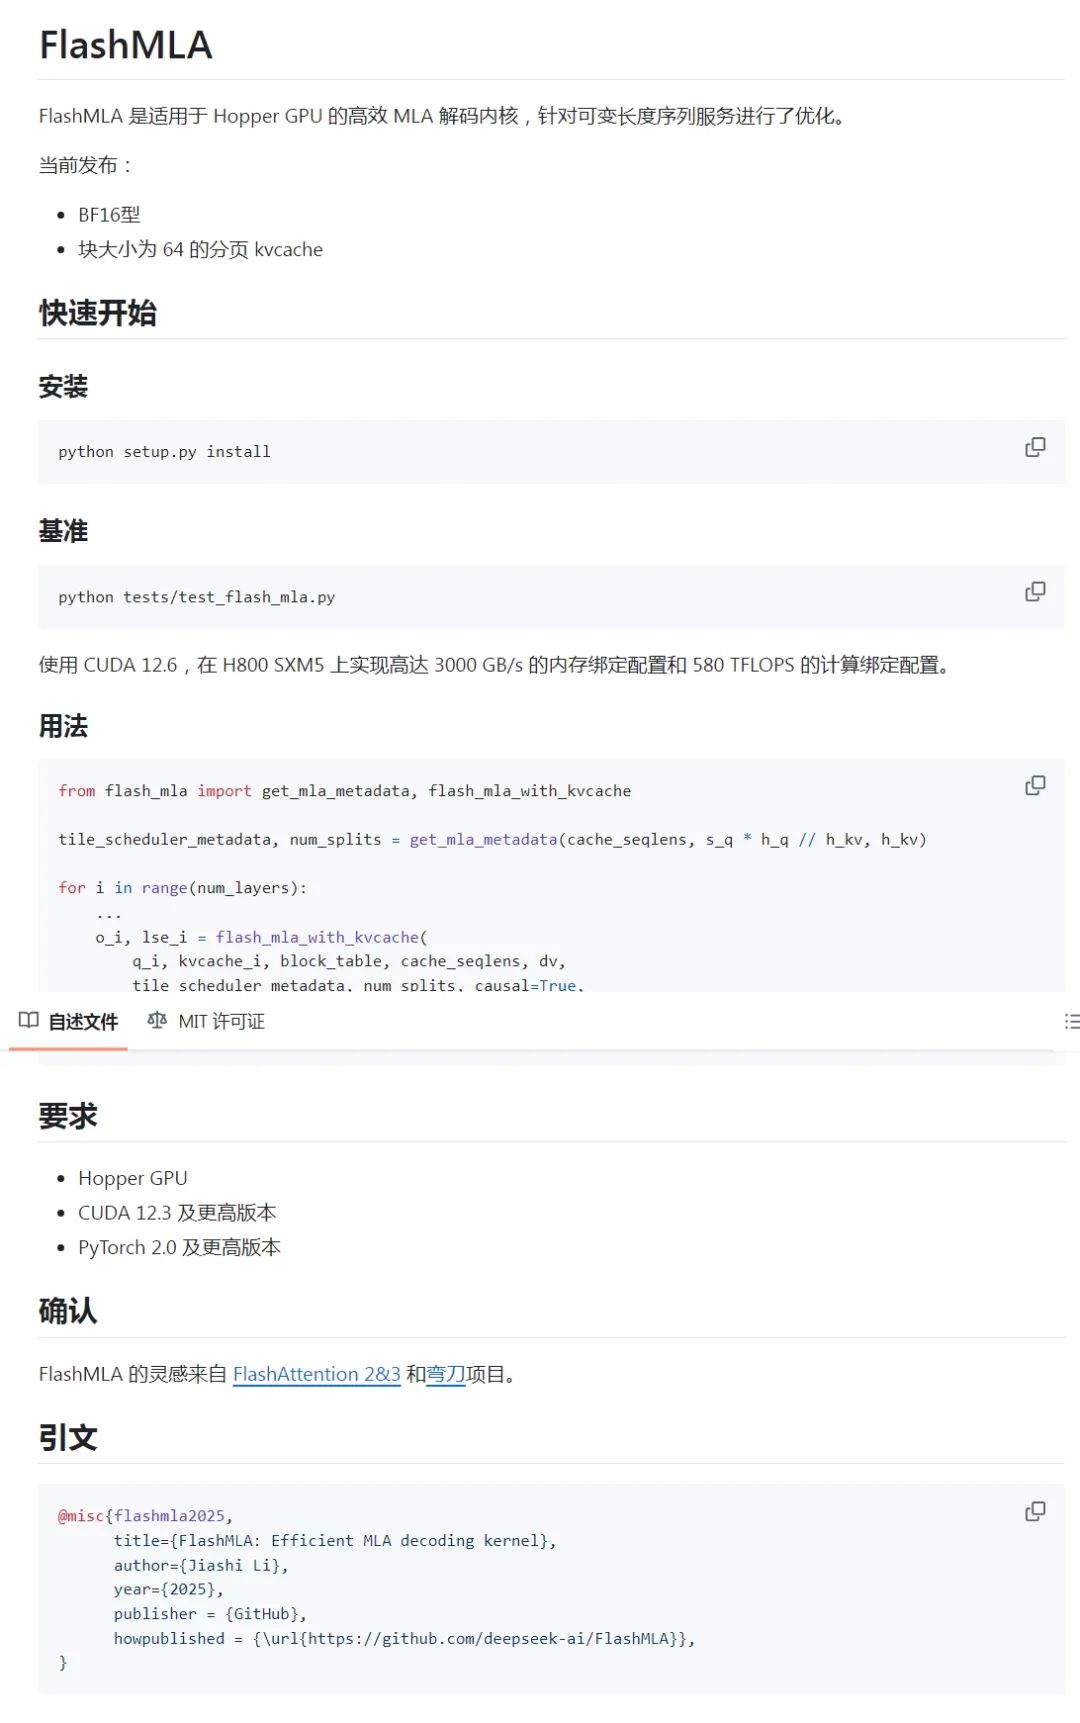 FlashMLA
FlashMLA 是适用于 Hopper GPU 的高效 MLA 解码内核，针对可变长度序列服务进行了优化。
当前发布：
BF16型
块大小为 64 的分页 kvcache
快速开始
安装
python setup.py install
基准
python tests/test_flash_mla.py
使用 CUDA 12.6，在 H800 SXM5 上实现高达 3000 GB/s 的内存绑定配置和 580 TFLOPS 的计算绑定配置。
用法
from flash_mla import get_mla_metadata, flash_mla_with_kvcache
tile_scheduler_metadata, num_splits = get_mla_metadata(cache_seqlens, s_q * h_q // h_kv, h_kv)
for i in range(num_layers):
...
o_i, lse_i = flash_mla_with_kvcache(
q_i, kvcache_i, block_table, cache_seqlens, dv,
tile_scheduler_metadata, num_splits, causal=True,
自述文件 MIT 许可证
要求
Hopper GPU
CUDA 12.3 及更高版本
PyTorch 2.0 及更高版本
确认
FlashMLA 的灵感来自 FlashAttention 2&3 和弯刀项目。
引文
@misc{flashmla2025,
title={FlashMLA: Efficient MLA decoding kernel},
author={Jiashi Li},
year={2025},
publisher = {GitHub},
howpublished = {\url{https://github.com/deepseek-ai/FlashMLA}},
}